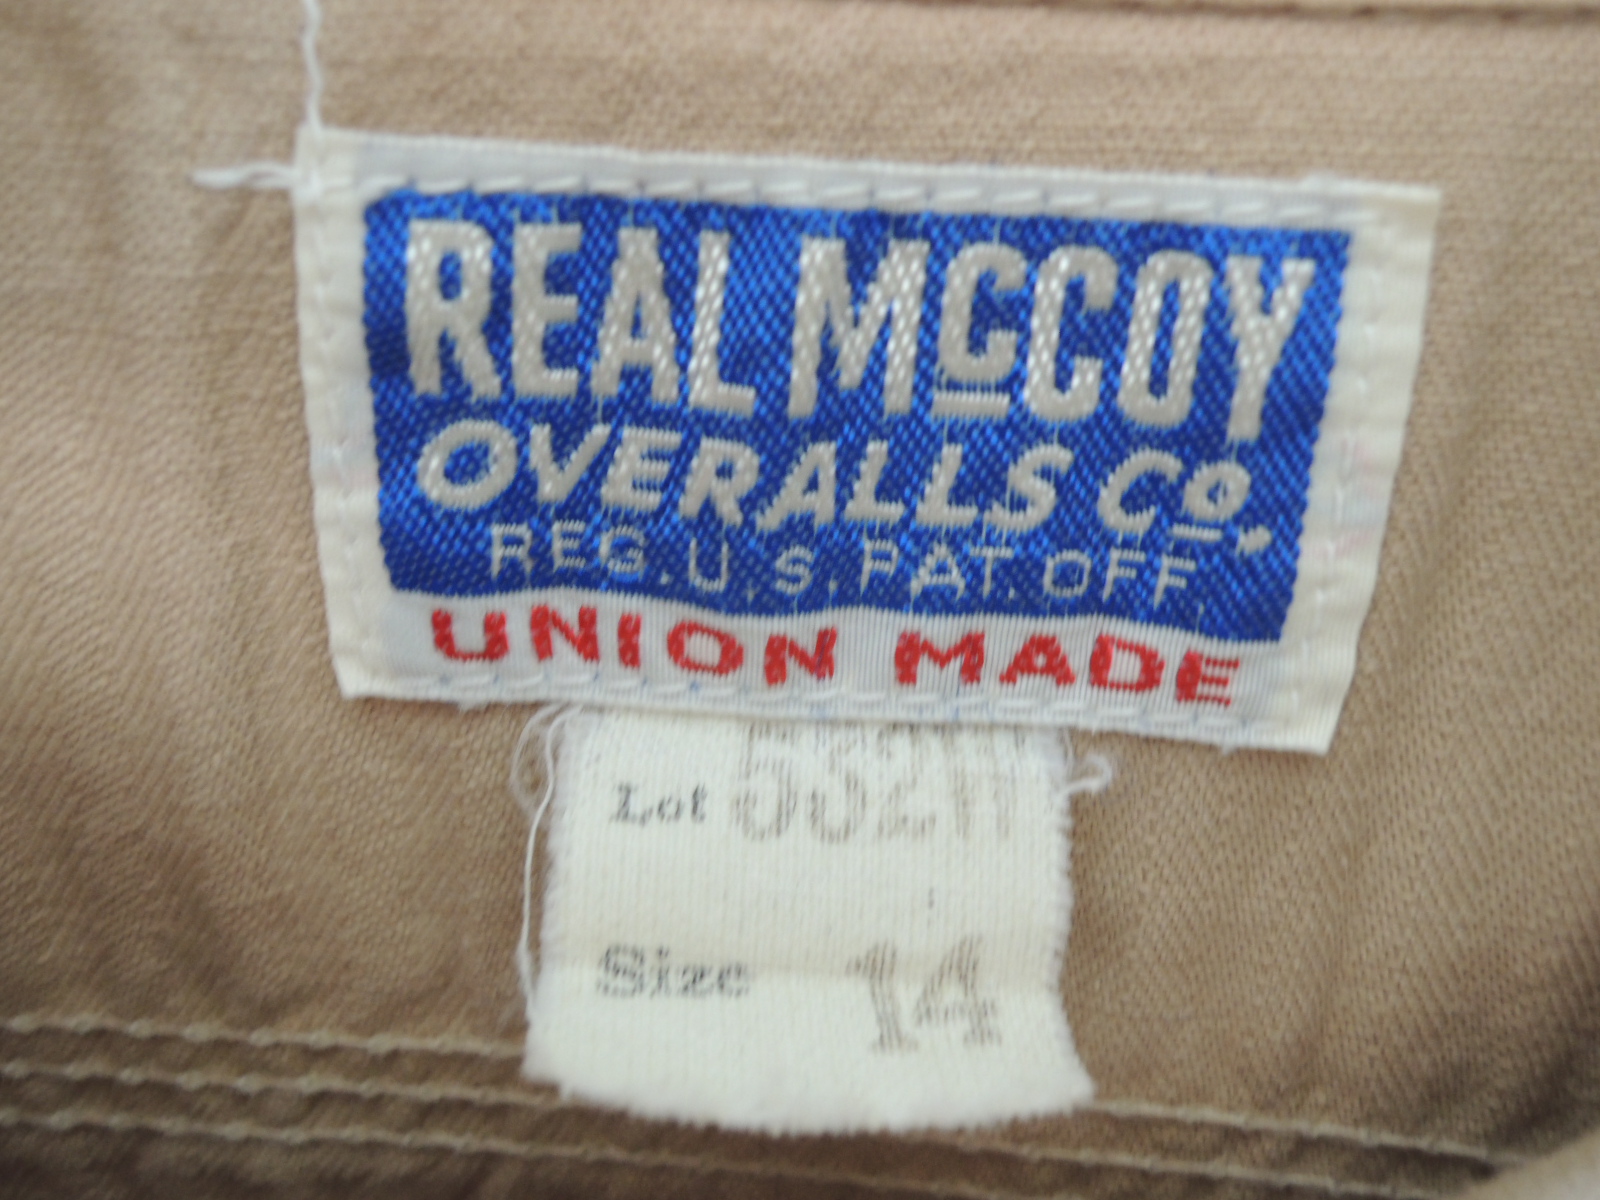 REAL McCOY
OVERALLS Co.
REG. U.S. PAT. OFF.
UNION MADE
Lot
Size 14